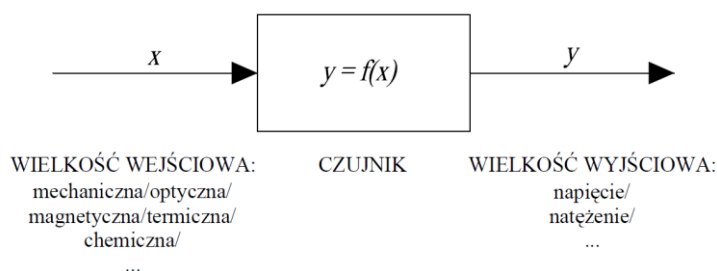 x
y = f(x)
y
WIELKOŚĆ WEJŚCIOWA:
mechaniczna/optyczna/
magnetyczna/termiczna/
chemiczna/
...
CZUJNIK
WIELKOŚĆ WYJŚCIOWA:
napięcie/
natężenie/
...